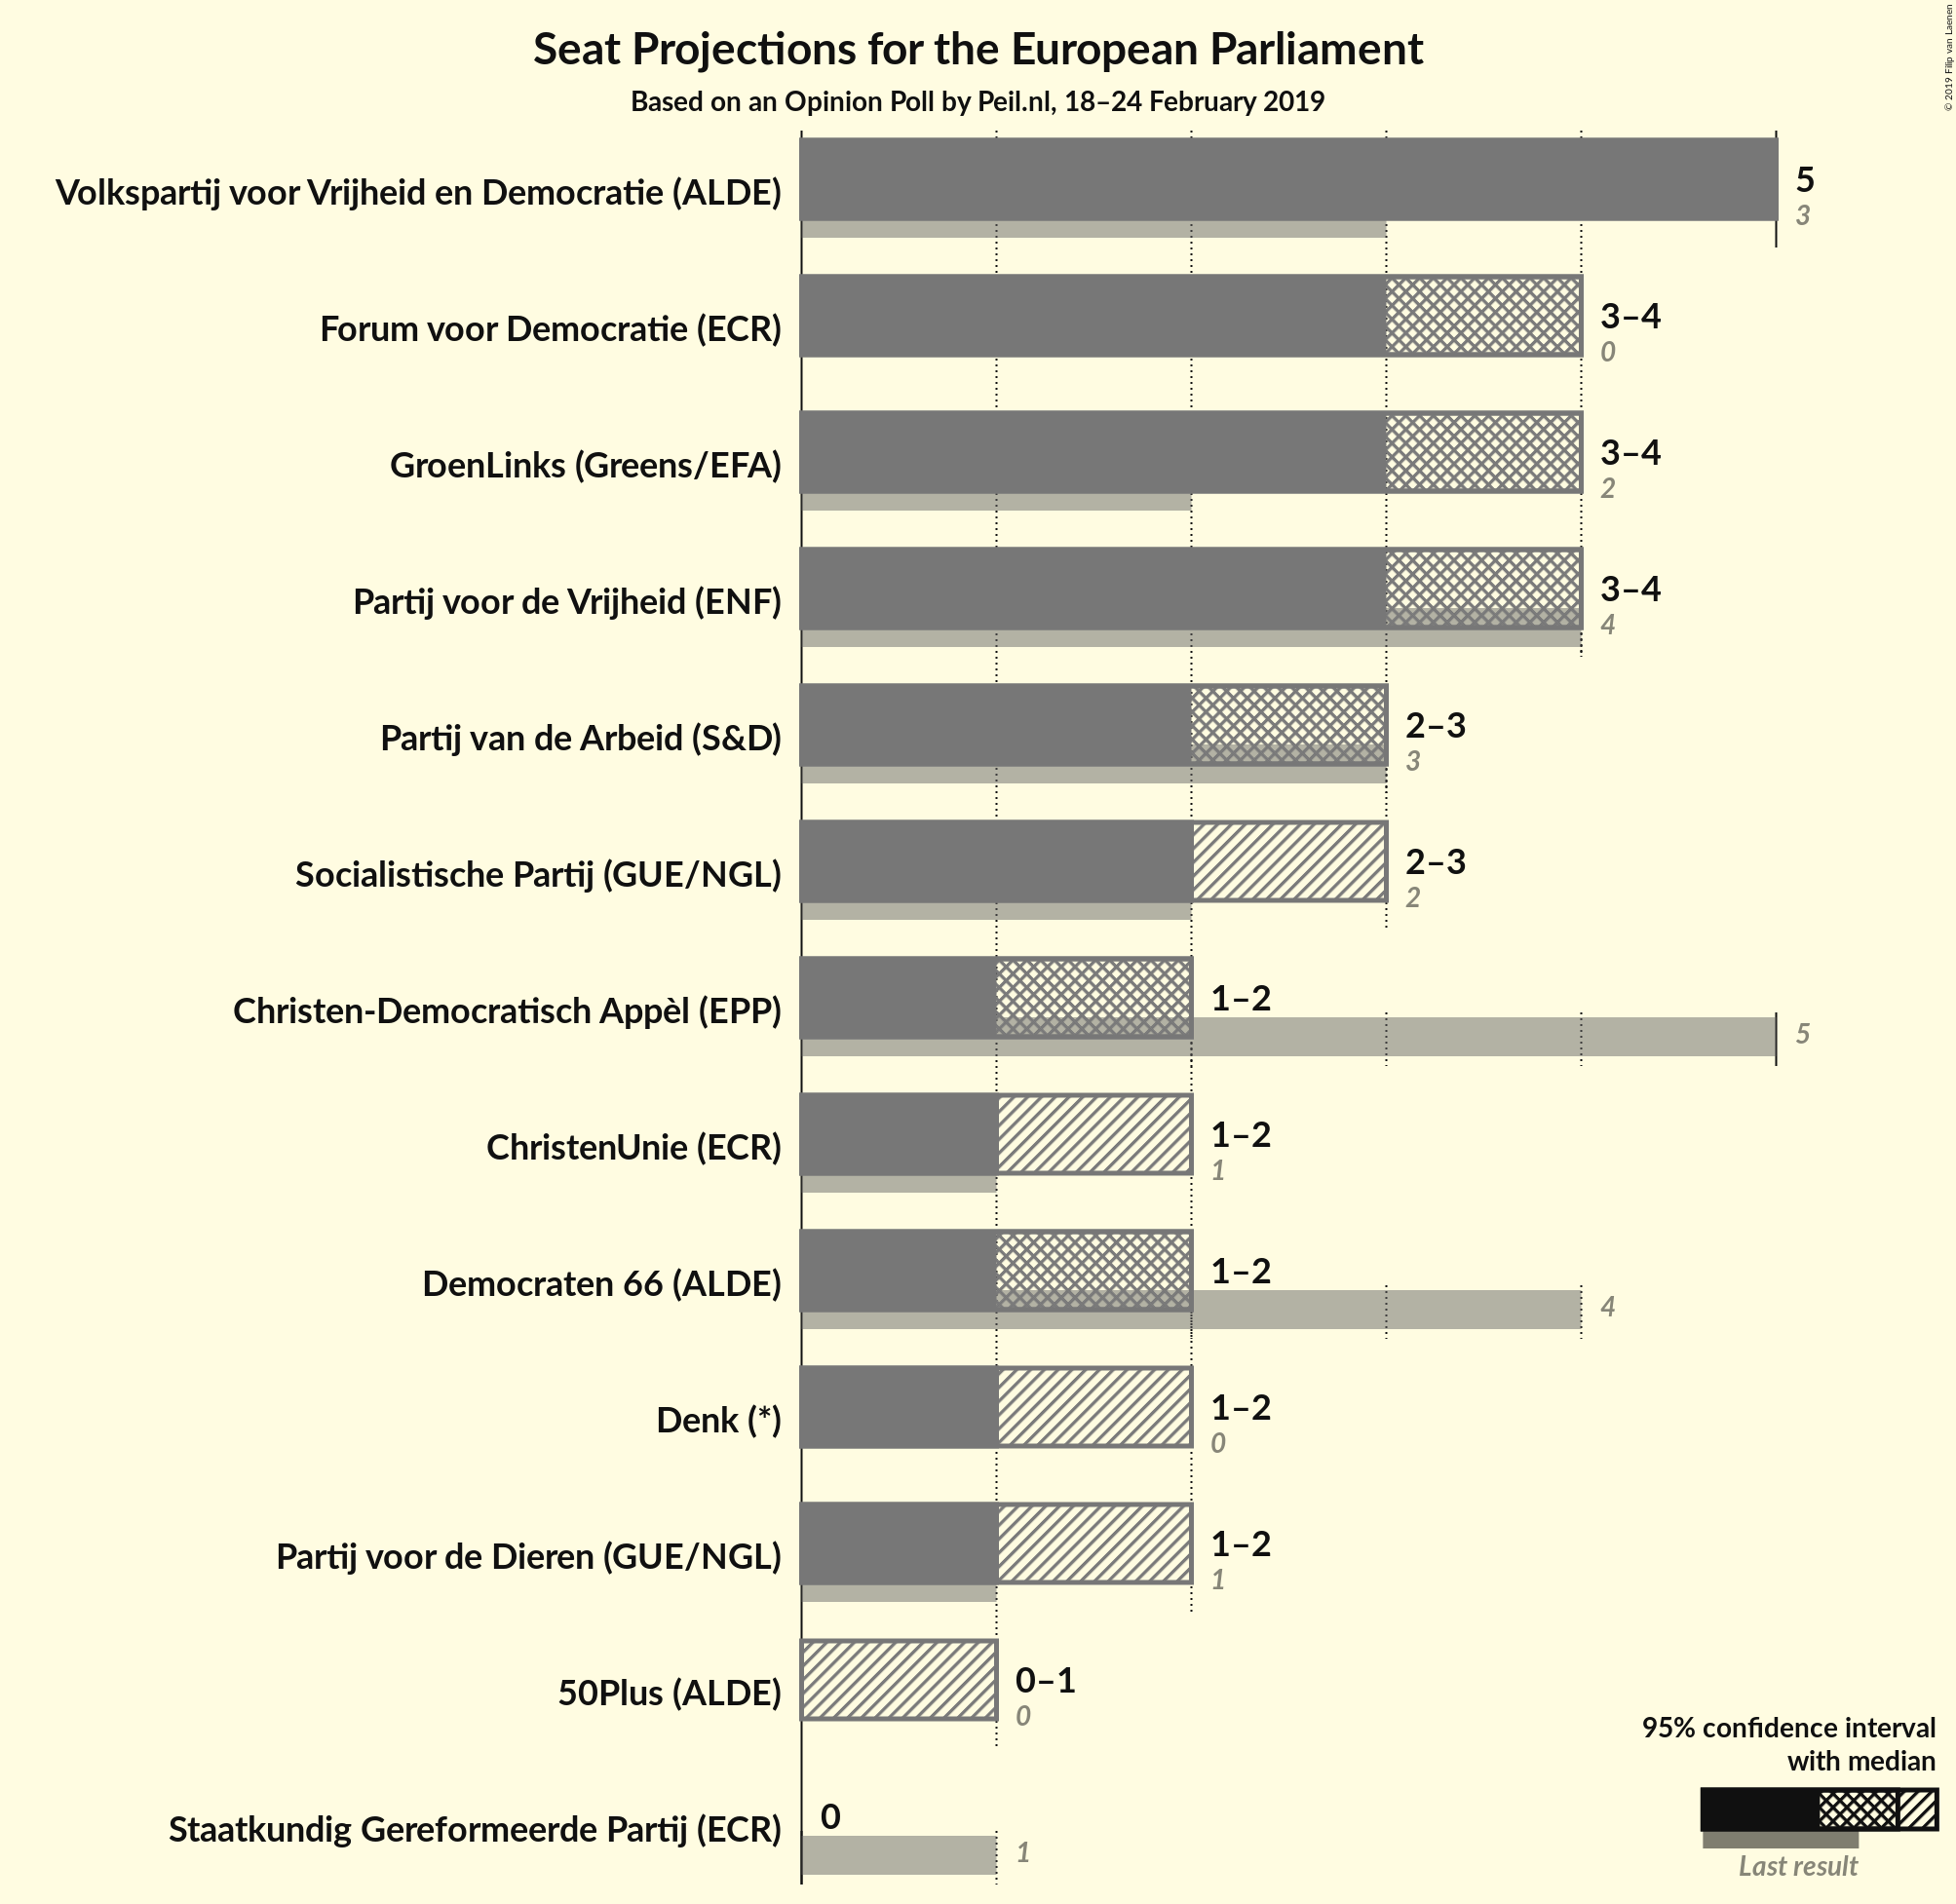 Seat Projections for the European Parliament
Based on an Opinion Poll by Peil.nl, 18–24 February 2019
© 2019 Filip van Laenen
Volkspartij voor Vrijheid en Democratie (ALDE)
5
3
Forum voor Democratie (ECR)
3–4
0
GroenLinks (Greens/EFA)
3–4
2
Partij voor de Vrijheid (ENF)
3–4
4
Partij van de Arbeid (S&D)
2–3
3
Socialistische Partij (GUE/NGL)
2–3
2
Christen-Democratisch Appèl (EPP)
1–2
5
ChristenUnie (ECR)
1–2
1
Democraten 66 (ALDE)
1–2
4
Denk (*)
1–2
0
Partij voor de Dieren (GUE/NGL)
1–2
1
50Plus (ALDE)
0–1
0
Staatkundig Gereformeerde Partij (ECR)
0
1
95% confidence interval
with median
Last result